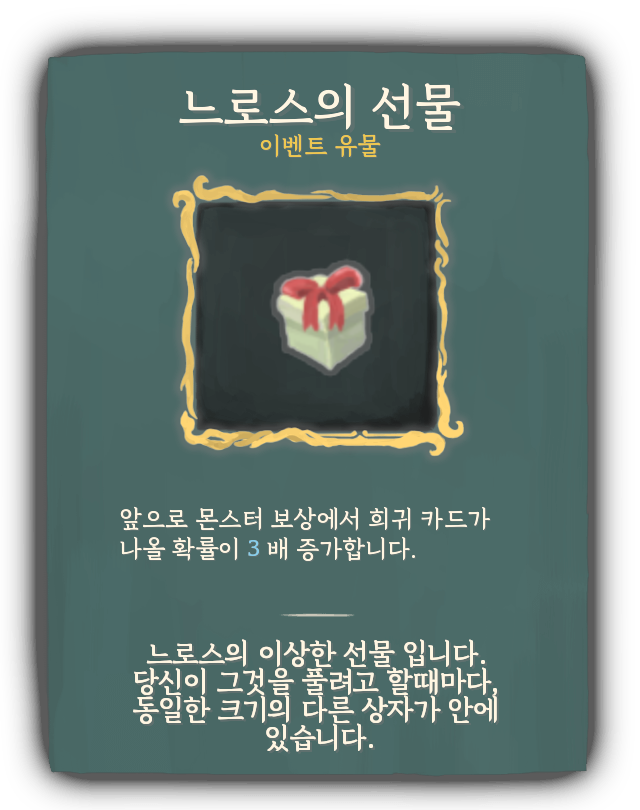 느로스의 선물
이벤트 유물
앞으로 몬스터 보상에서 희귀 카드가
나올 확률이 3 배 증가합니다.
느로스의 이상한 선물 입니다.
당신이 그것을 풀려고 할때마다,
동일한 크기의 다른 상자가 안에
있습니다.